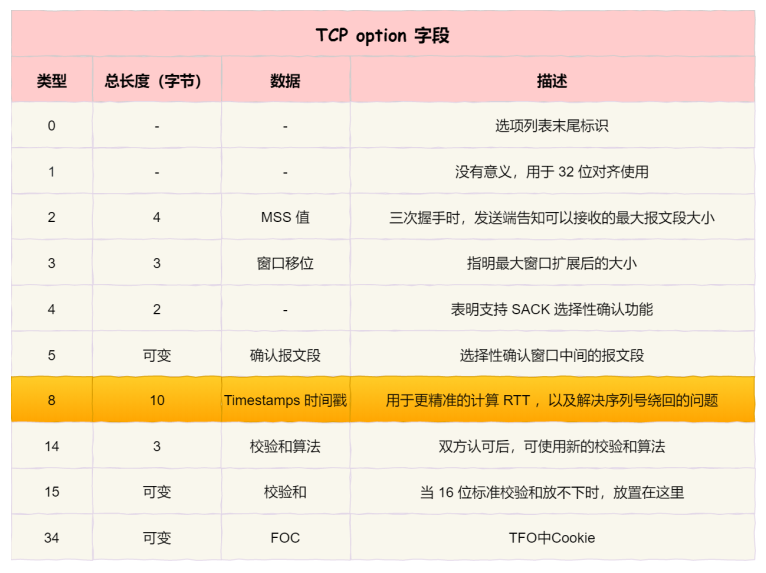 TCP option 字段
类型 总长度（字节） 数据 描述
0 - - 选项列表末尾标识
1 - - 没有意义，用于 32 位对齐使用
2 4 MSS 值 三次握手时，发送端告知可以接收的最大报文段大小
3 3 窗口移位 指明最大窗口扩展后的大小
4 2 - 表明支持 SACK 选择性确认功能
5 可变 确认报文段 选择性确认窗口中间的报文段
8 10 Timestamps 时间戳 用于更精准的计算 RTT ，以及解决序列号绕回的问题
14 3 校验和算法 双方认可后，可使用新的校验和算法
15 可变 校验和 当 16 位标准校验和放不下时，放置在这里
34 可变 FOC TFO中Cookie